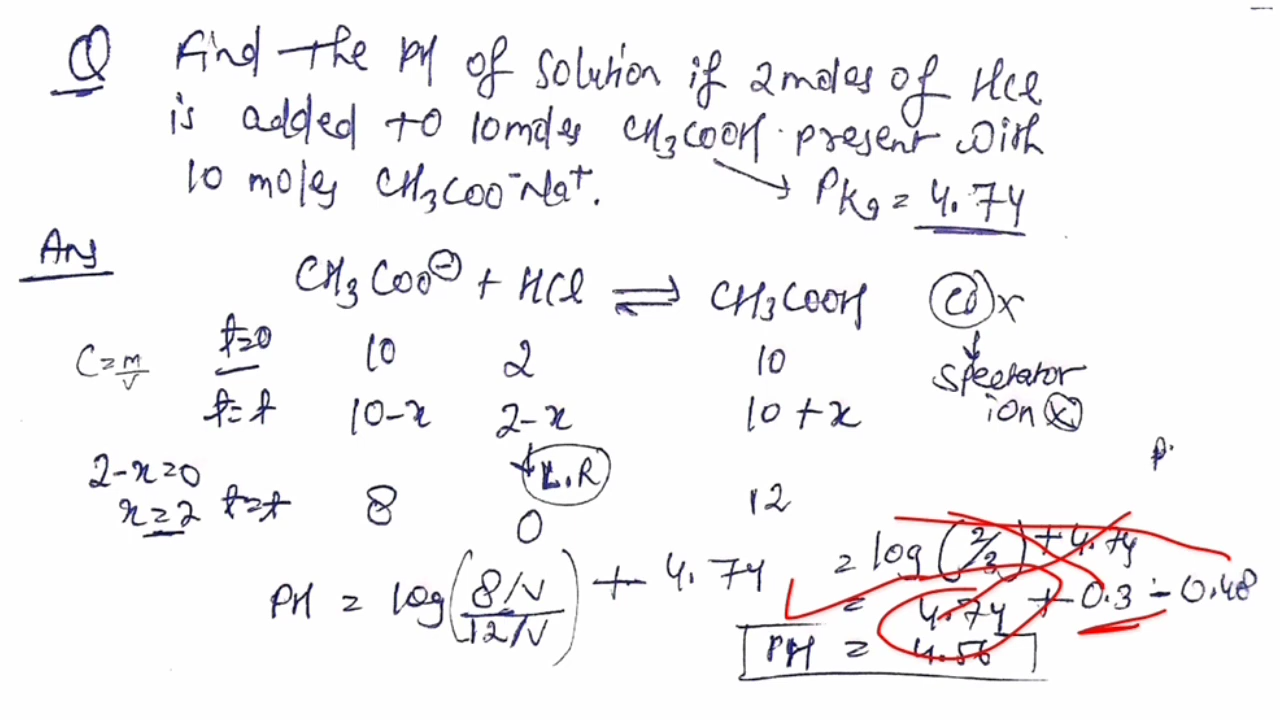 Q Find the PH of solution if 2 moles of HCl
is added to 10 moles CH₃COOH present with
10 moles CH₃COO⁻Na⁺.
Pka = 4.74
Ans
CH₃COO⊖ + HCl ⇌ CH₃COOH Cl x
C = m/V t=0 10 2 10
spectator
t=t 10-x 2-x 10+x
ion x
2-x=0 L.R
x=2 t=t 8 0 12
p.
PH = log((8/V)/(12/V)) + 4.74 = log(2/3) + 4.74
= 4.74 + 0.3 - 0.48
PH = 4.56